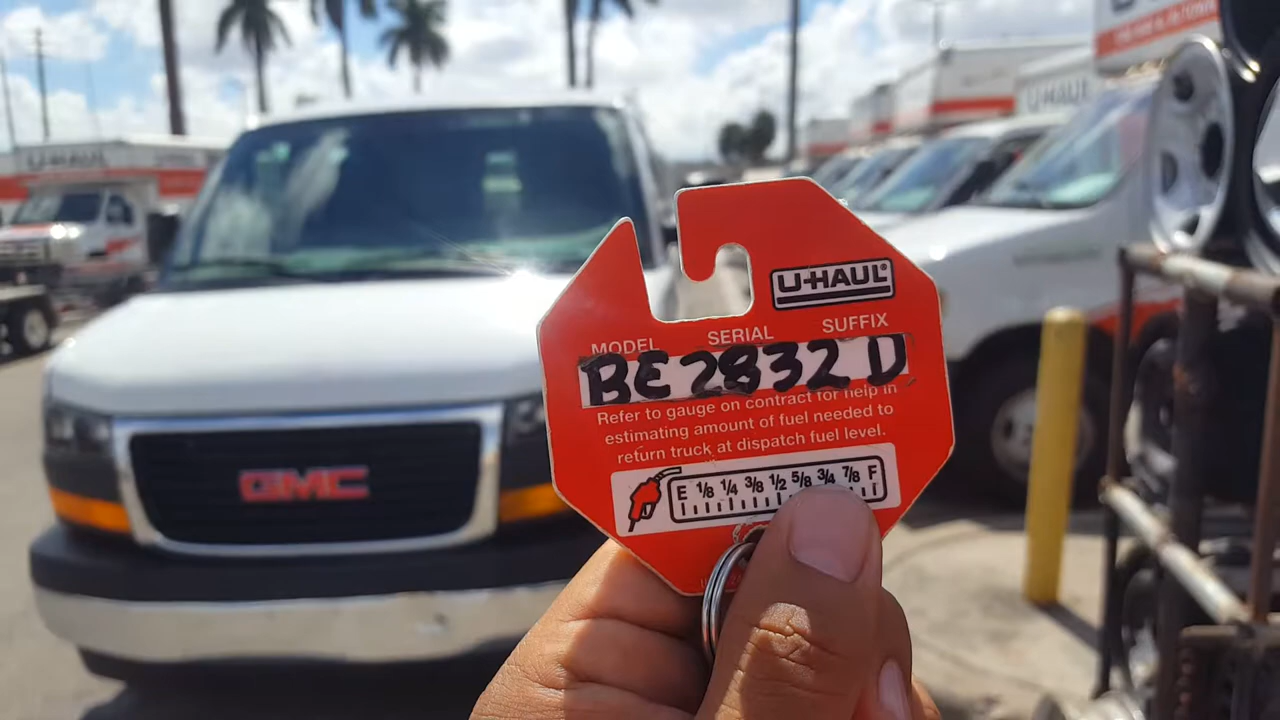 U-HAUL
U-HAUL
U-HAUL®
MODEL SERIAL SUFFIX
BE 2832 D
Refer to gauge on contract for help in
estimating amount of fuel needed to
return truck at dispatch fuel level.
E 1/8 1/4 3/8 1/2 5/8 3/4 7/8 F
GMC